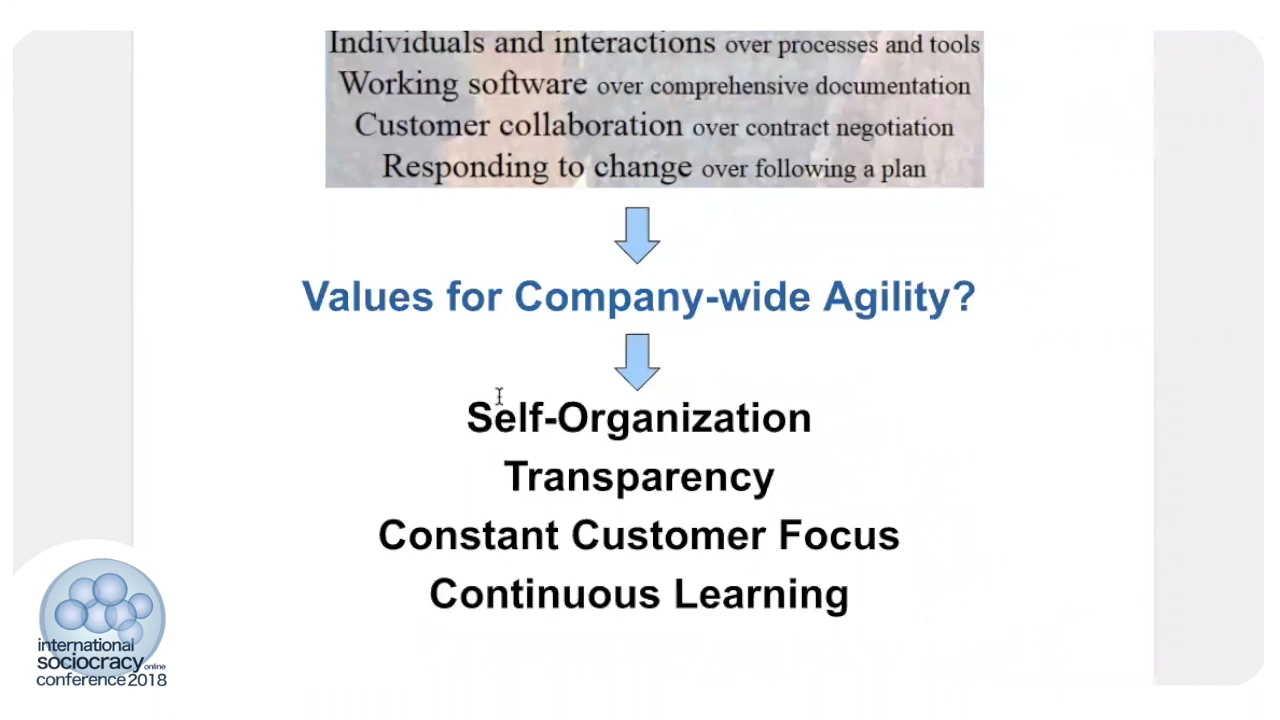 Individuals and interactions over processes and tools
Working software over comprehensive documentation
Customer collaboration over contract negotiation
Responding to change over following a plan
Values for Company-wide Agility?
Self-Organization
Transparency
Constant Customer Focus
Continuous Learning
international
sociocracy online
conference 2018